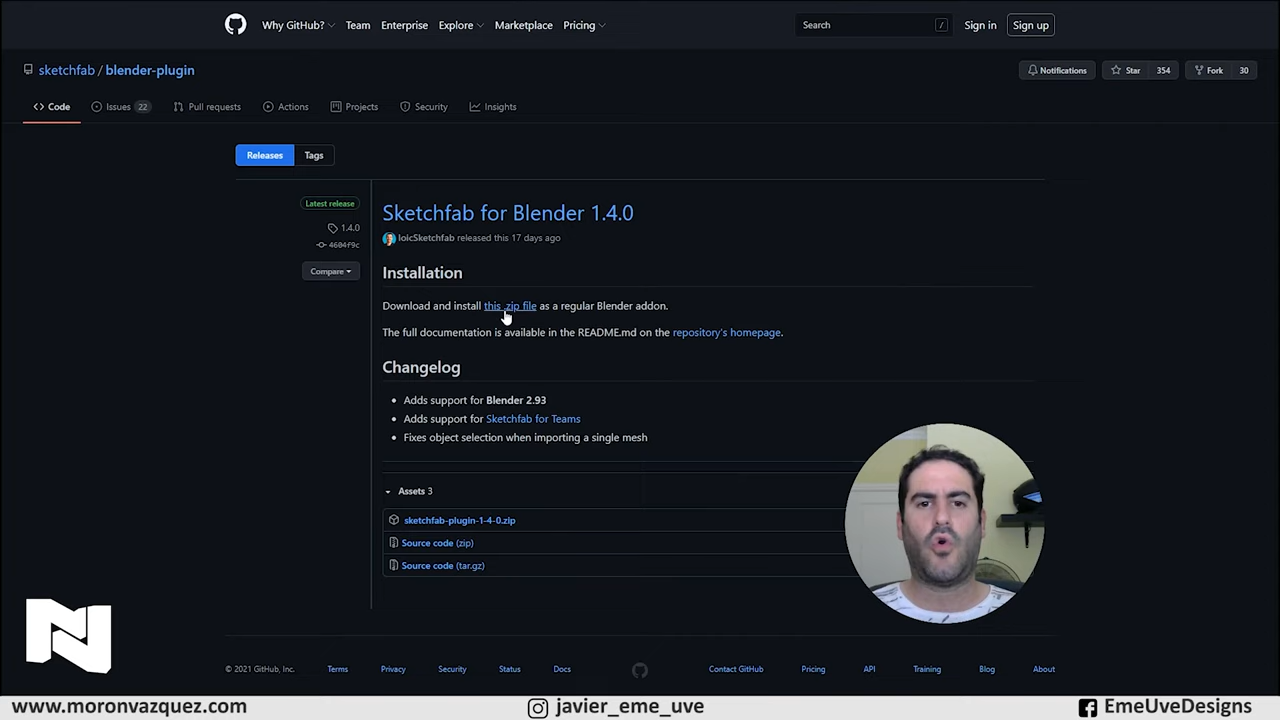 Why GitHub? Team Enterprise Explore Marketplace Pricing Search / Sign in Sign up
sketchfab / blender-plugin Notifications Star 354 Fork 30
Code Issues 22 Pull requests Actions Projects Security Insights
Releases Tags
Latest release
1.4.0
4604f9c
Compare
Sketchfab for Blender 1.4.0
loicSketchfab released this 17 days ago
Installation
Download and install this .zip file as a regular Blender addon.
The full documentation is available in the README.md on the repository's homepage.
Changelog
Adds support for Blender 2.93
Adds support for Sketchfab for Teams
Fixes object selection when importing a single mesh
Assets 3
sketchfab-plugin-1-4-0.zip
Source code (zip)
Source code (tar.gz)
© 2021 GitHub, Inc. Terms Privacy Security Status Docs Contact GitHub Pricing API Training Blog About
www.moronvazquez.com javier_eme_uve EmeUveDesigns